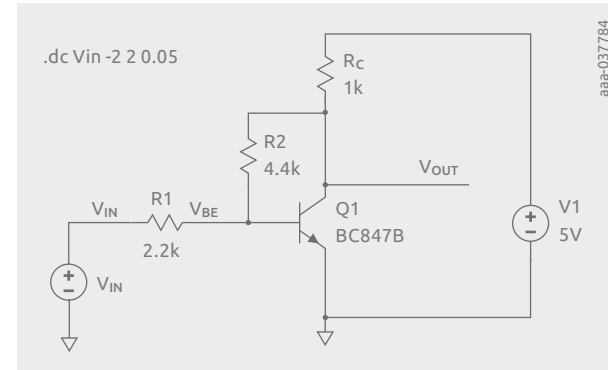 .dc Vin -2 2 0.05
aaa-037784
RC
1k
R2
4.4k
VOUT
VIN
R1
VBE
2.2k
Q1
BC847B
V1
5V
VIN